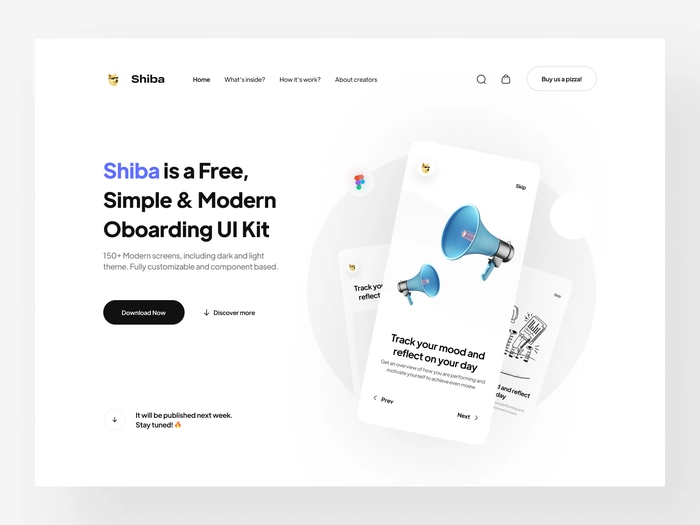 Shiba
Home
What's inside?
How it's work?
About creators
Buy us a pizza!
Shiba is a Free,
Simple & Modern
Oboarding UI Kit
150+ Modern screens, including dark and light
theme. Fully customizable and component based.
Download Now
Discover more
It will be published next week.
Stay tuned! 🔥
Skip
Track your mood and
reflect on your day
Get an overview of how you are performing and
motivate yourself to achieve even moew.
Prev
Next
Track you
reflect
Skip
d and reflect
day